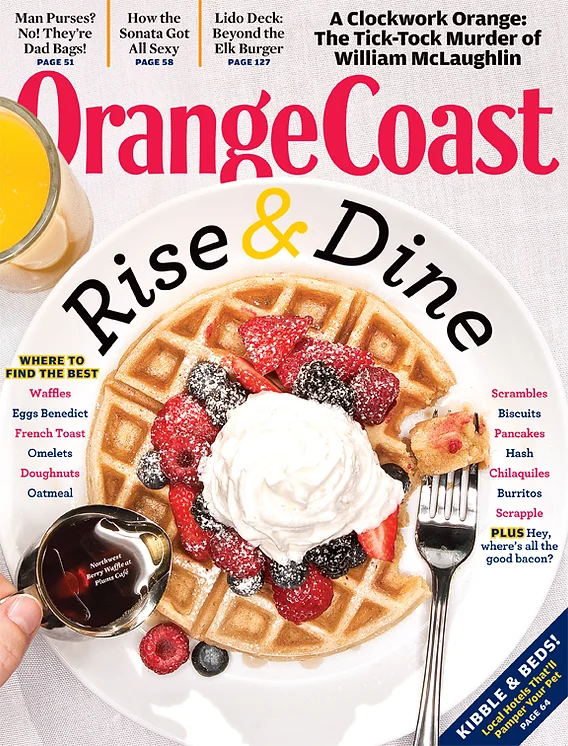 Man Purses?
No! They're
Dad Bags!
PAGE 51
How the
Sonata Got
All Sexy
PAGE 58
Lido Deck:
Beyond the
Elk Burger
PAGE 127
A Clockwork Orange:
The Tick-Tock Murder of
William McLaughlin
Orange Coast
Rise & Dine
WHERE TO
FIND THE BEST
Waffles
Eggs Benedict
French Toast
Omelets
Doughnuts
Oatmeal
Scrambles
Biscuits
Pancakes
Hash
Chilaquiles
Burritos
Scrapple
PLUS Hey,
where's all the
good bacon?
Northwest
Berry Waffle at
Plums Café
KIBBLE & BEDS!
Local Hotels That'll
Pamper Your Pet
PAGE 64